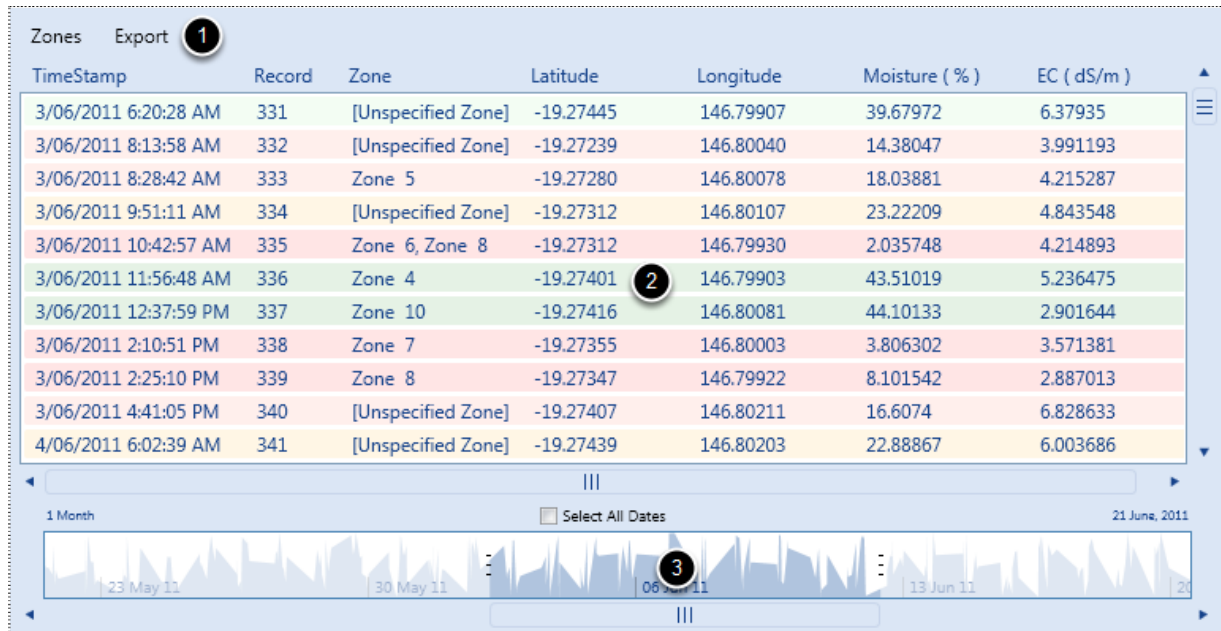 Zones Export 1
TimeStamp Record Zone Latitude Longitude Moisture ( % ) EC ( dS/m )
3/06/2011 6:20:28 AM 331 [Unspecified Zone] -19.27445 146.79907 39.67972 6.37935
3/06/2011 8:13:58 AM 332 [Unspecified Zone] -19.27239 146.80040 14.38047 3.991193
3/06/2011 8:28:42 AM 333 Zone 5 -19.27280 146.80078 18.03881 4.215287
3/06/2011 9:51:11 AM 334 [Unspecified Zone] -19.27312 146.80107 23.22209 4.843548
3/06/2011 10:42:57 AM 335 Zone 6, Zone 8 -19.27312 146.79930 2.035748 4.214893
3/06/2011 11:56:48 AM 336 Zone 4 -19.27401 2 146.79903 43.51019 5.236475
3/06/2011 12:37:59 PM 337 Zone 10 -19.27416 146.80081 44.10133 2.901644
3/06/2011 2:10:51 PM 338 Zone 7 -19.27355 146.80003 3.806302 3.571381
3/06/2011 2:25:10 PM 339 Zone 8 -19.27347 146.79922 8.101542 2.887013
3/06/2011 4:41:05 PM 340 [Unspecified Zone] -19.27407 146.80211 16.6074 6.828633
4/06/2011 6:02:39 AM 341 [Unspecified Zone] -19.27439 146.80203 22.88867 6.003686
1 Month Select All Dates 21 June, 2011
3
23 May 11 30 May 11 06 Jun 11 13 Jun 11